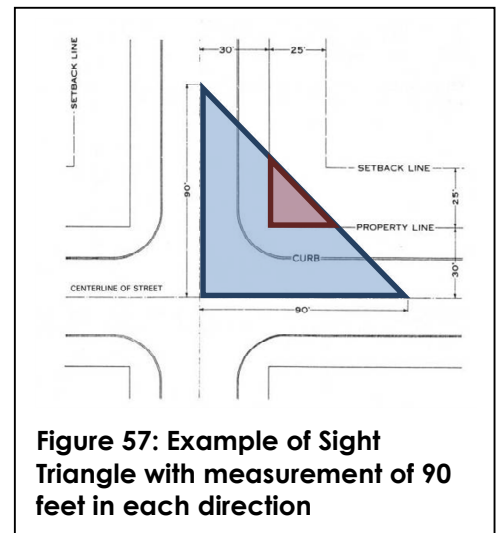 SETBACK LINE
30'
25'
90'
SETBACK LINE
25'
PROPERTY LINE
CURB
30'
CENTERLINE OF STREET
90'
Figure 57: Example of Sight
Triangle with measurement of 90
feet in each direction